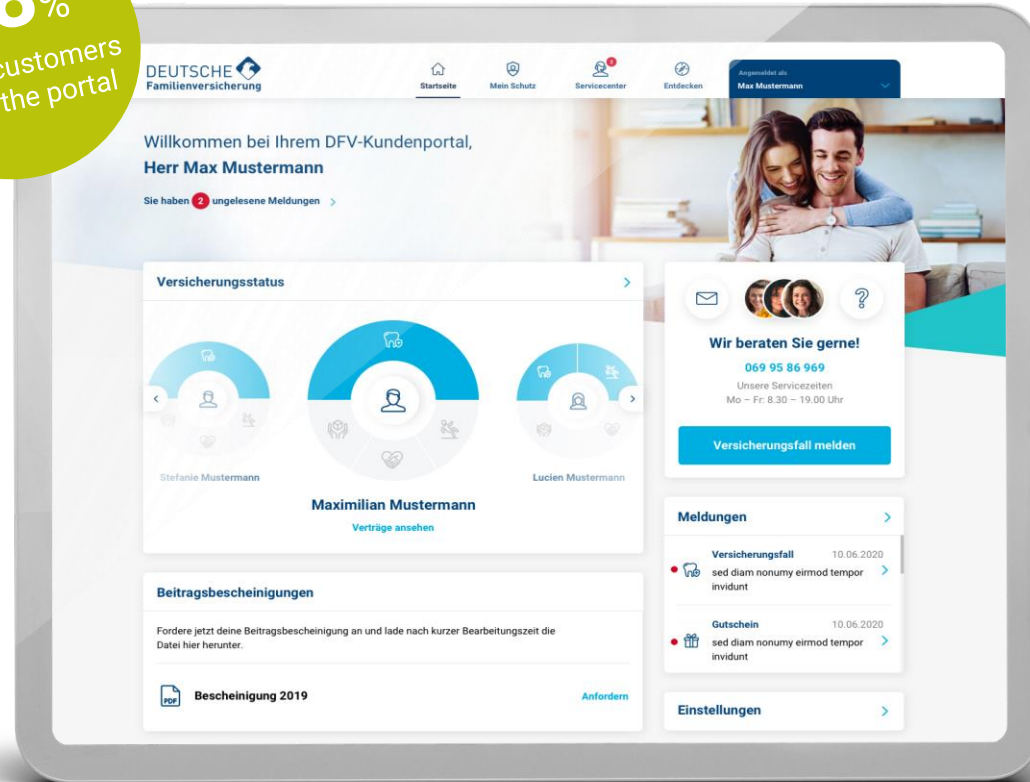 %
customers
the portal
DEUTSCHE
Familienversicherung
Startseite
Mein Schutz
2
Servicecenter
Entdecken
Angemeldet als
Max Mustermann
Willkommen bei Ihrem DFV-Kundenportal,
Herr Max Mustermann
Sie haben 2 ungelesene Meldungen
Versicherungsstatus
Stefanie Mustermann
Maximilian Mustermann
Verträge ansehen
Lucien Mustermann
Wir beraten Sie gerne!
069 95 86 969
Unsere Servicezeiten
Mo – Fr: 8.30 – 19.00 Uhr
Versicherungsfall melden
Meldungen
Versicherungsfall 10.06.2020
sed diam nonumy eirmod tempor
invidunt
Gutschein 10.06.2020
sed diam nonumy eirmod tempor
invidunt
Einstellungen
Beitragsbescheinigungen
Fordere jetzt deine Beitragsbescheinigung an und lade nach kurzer Bearbeitungszeit die
Datei hier herunter.
PDF
Bescheinigung 2019
Anfordern